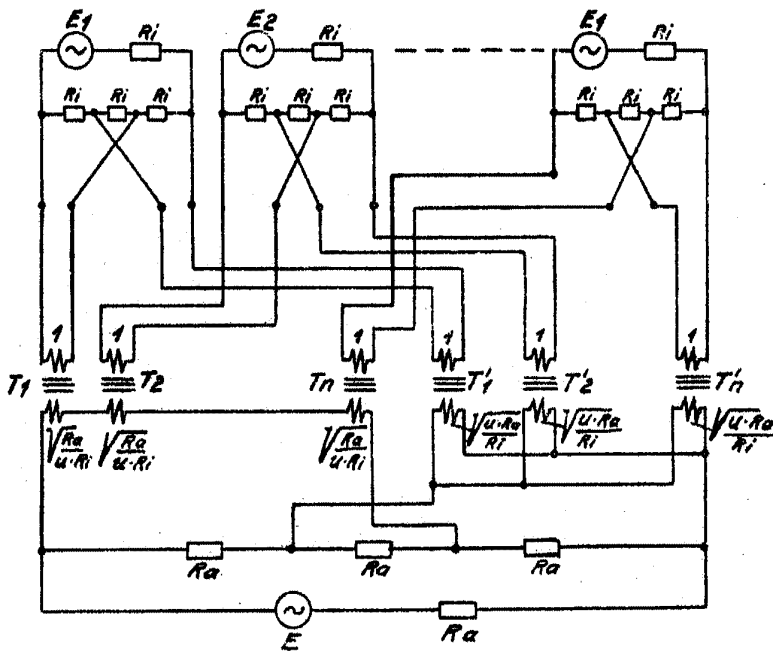 E1 Ri E2 Ri E1 Ri
Ri Ri Ri Ri Ri Ri Ri Ri Ri
1 1 1 1 1 1
T1 T2 Tn T'1 T'2 T'n
√Ra/u·Ri √Ra/u·Ri √Ra/u·Ri √u·Ra/Ri √u·Ra/Ri √u·Ra/Ri
Ra Ra Ra
E Ra